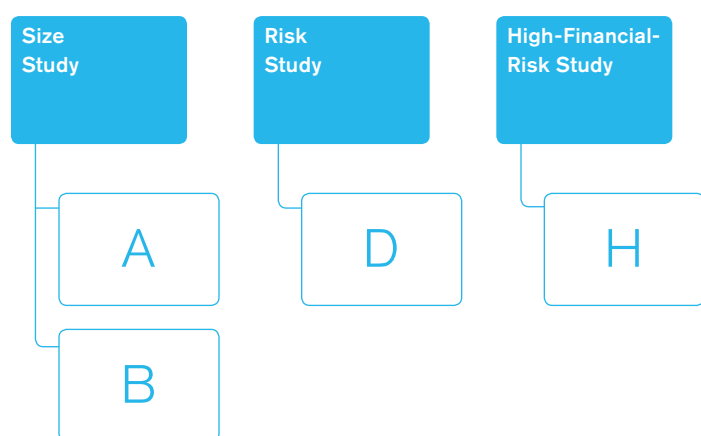 Size
Study
Risk
Study
High-Financial-
Risk Study
A
D
H
B